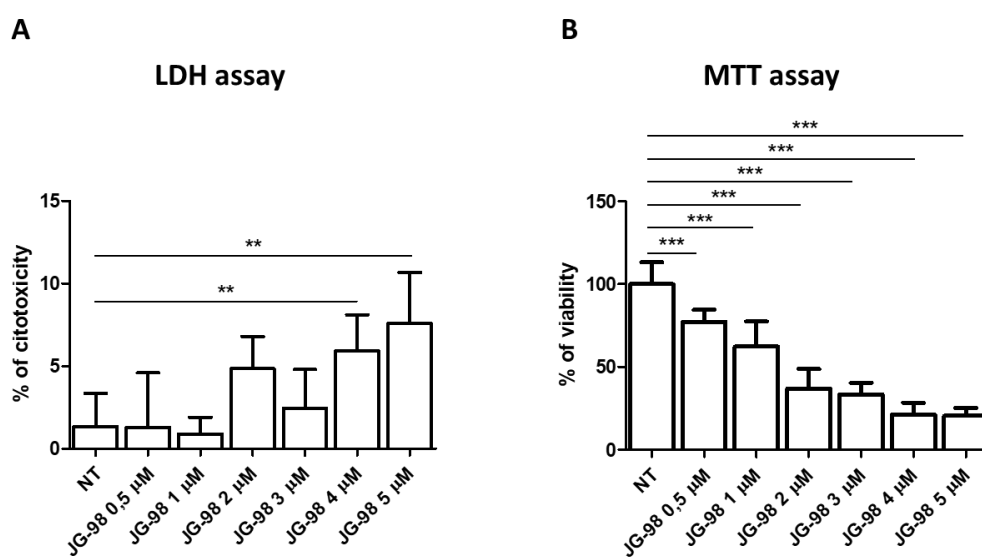 A
LDH assay
% of citotoxicity
15
10
5
0
**
**
NT
JG-98 0,5 µM
JG-98 1 µM
JG-98 2 µM
JG-98 3 µM
JG-98 4 µM
JG-98 5 µM
B
MTT assay
% of viability
150
100
50
0
***
***
***
***
***
***
NT
JG-98 0,5 µM
JG-98 1 µM
JG-98 2 µM
JG-98 3 µM
JG-98 4 µM
JG-98 5 µM